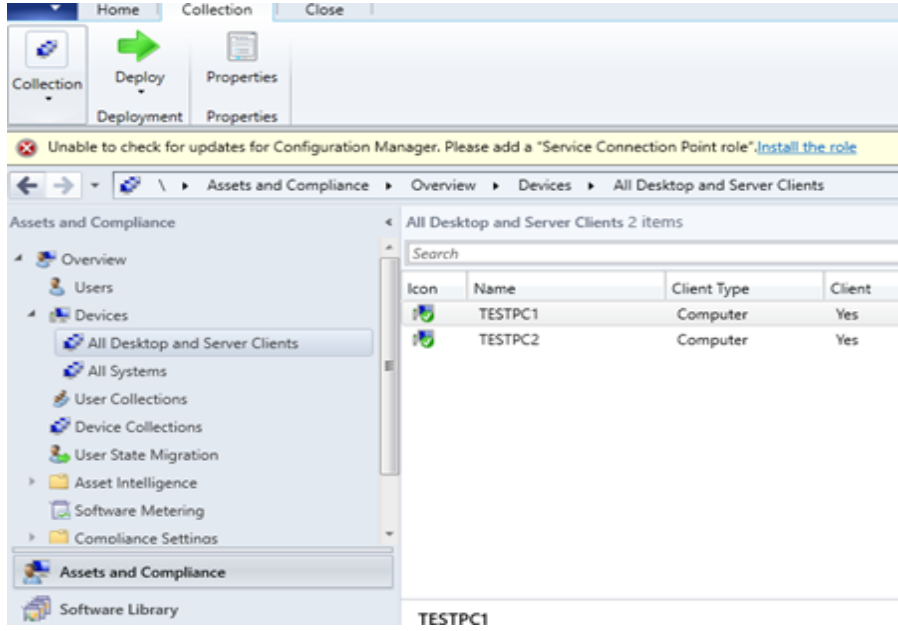 Home Collection Close
Collection
Deploy
Properties
Deployment Properties
Unable to check for updates for Configuration Manager. Please add a "Service Connection Point role".Install the role
\ Assets and Compliance Overview Devices All Desktop and Server Clients
Assets and Compliance
Overview
Users
Devices
All Desktop and Server Clients
All Systems
User Collections
Device Collections
User State Migration
Asset Intelligence
Software Metering
Compliance Settings
Assets and Compliance
Software Library
All Desktop and Server Clients 2 items
Search
Icon Name Client Type Client
TESTPC1 Computer Yes
TESTPC2 Computer Yes
TESTPC1